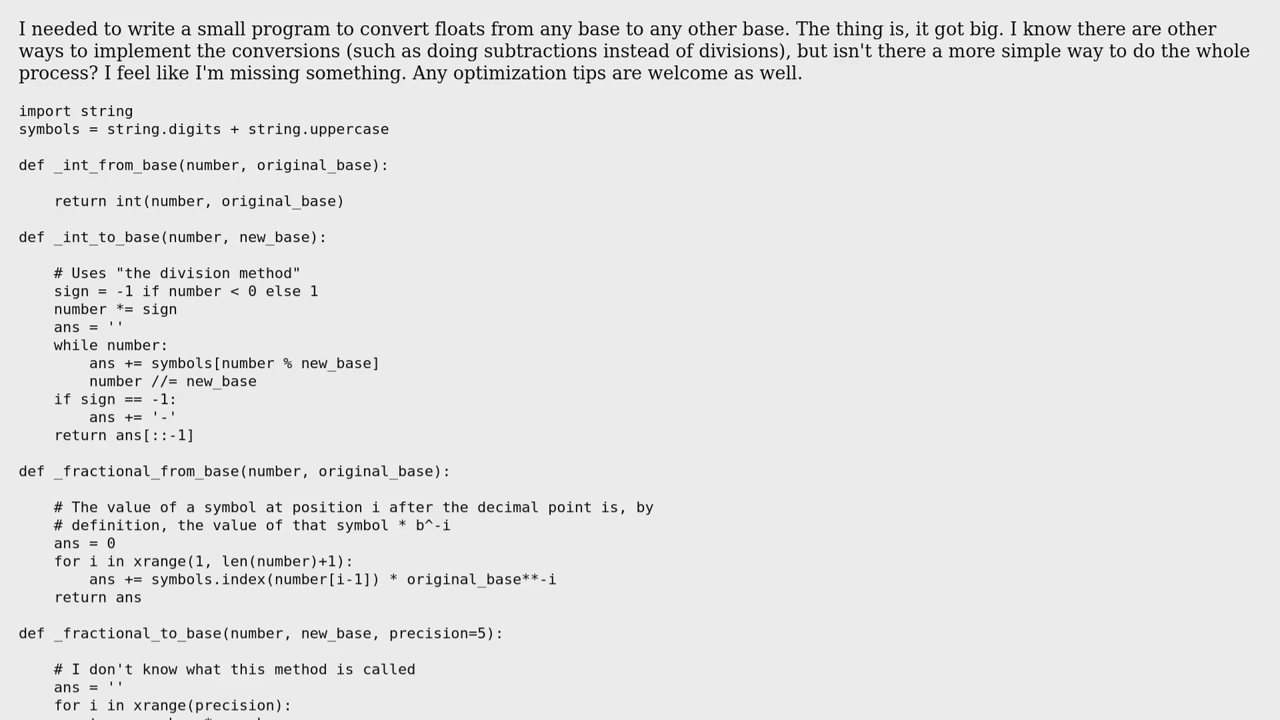 I needed to write a small program to convert floats from any base to any other base. The thing is, it got big. I know there are other
ways to implement the conversions (such as doing subtractions instead of divisions), but isn't there a more simple way to do the whole
process? I feel like I'm missing something. Any optimization tips are welcome as well.
import string
symbols = string.digits + string.uppercase
def _int_from_base(number, original_base):
    return int(number, original_base)
def _int_to_base(number, new_base):
    # Uses "the division method"
    sign = -1 if number < 0 else 1
    number *= sign
    ans = ''
    while number:
        ans += symbols[number % new_base]
        number //= new_base
    if sign == -1:
        ans += '-'
    return ans[::-1]
def _fractional_from_base(number, original_base):
    # The value of a symbol at position i after the decimal point is, by
    # definition, the value of that symbol * b^-i
    ans = 0
    for i in xrange(1, len(number)+1):
        ans += symbols.index(number[i-1]) * original_base**-i
    return ans
def _fractional_to_base(number, new_base, precision=5):
    # I don't know what this method is called
    ans = ''
    for i in xrange(precision):